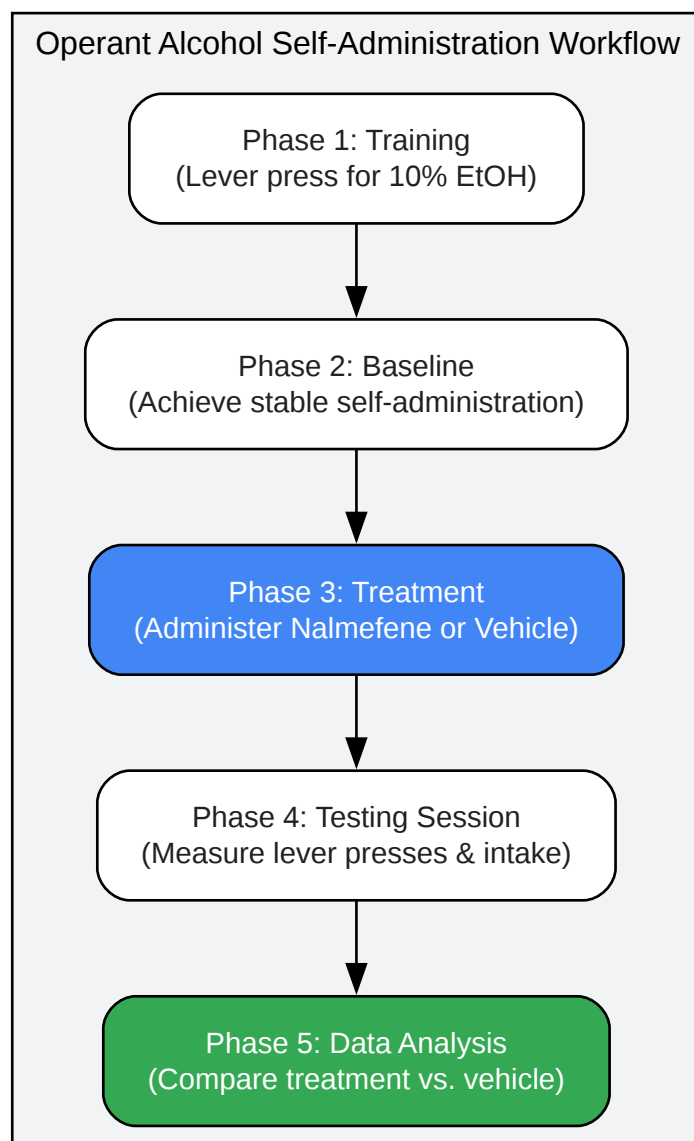 Operant Alcohol Self-Administration Workflow
Phase 1: Training
(Lever press for 10% EtOH)
Phase 2: Baseline
(Achieve stable self-administration)
Phase 3: Treatment
(Administer Nalmefene or Vehicle)
Phase 4: Testing Session
(Measure lever presses & intake)
Phase 5: Data Analysis
(Compare treatment vs. vehicle)